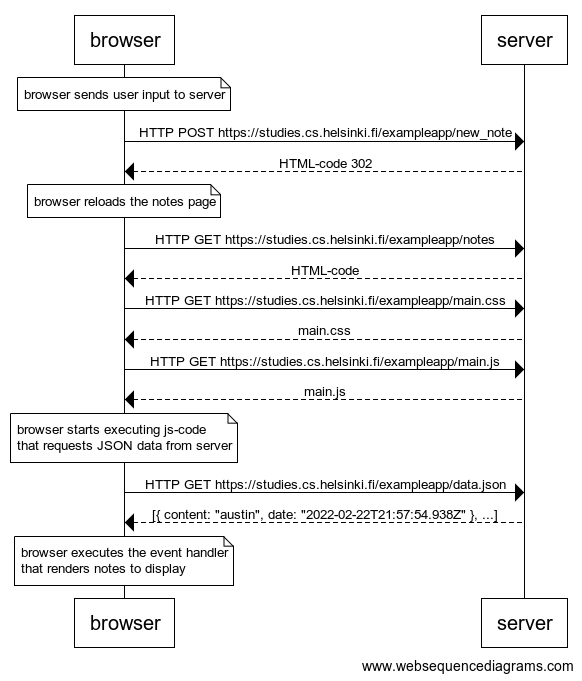 browser
server
browser sends user input to server
HTTP POST https://studies.cs.helsinki.fi/exampleapp/new_note
HTML-code 302
browser reloads the notes page
HTTP GET https://studies.cs.helsinki.fi/exampleapp/notes
HTML-code
HTTP GET https://studies.cs.helsinki.fi/exampleapp/main.css
main.css
HTTP GET https://studies.cs.helsinki.fi/exampleapp/main.js
main.js
browser starts executing js-code
that requests JSON data from server
HTTP GET https://studies.cs.helsinki.fi/exampleapp/data.json
[{ content: "austin", date: "2022-02-22T21:57:54.938Z" }, ...]
browser executes the event handler
that renders notes to display
browser
server
www.websequencediagrams.com